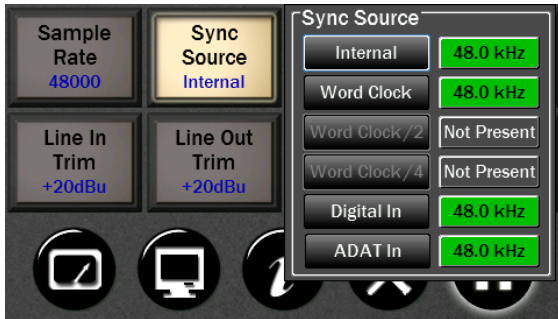 Sample
Rate
48000
Sync
Source
Internal
Line In
Trim
+20dBu
Line Out
Trim
+20dBu
Sync Source
Internal 48.0 kHz
Word Clock 48.0 kHz
Word Clock/2 Not Present
Word Clock/4 Not Present
Digital In 48.0 kHz
ADAT In 48.0 kHz
i